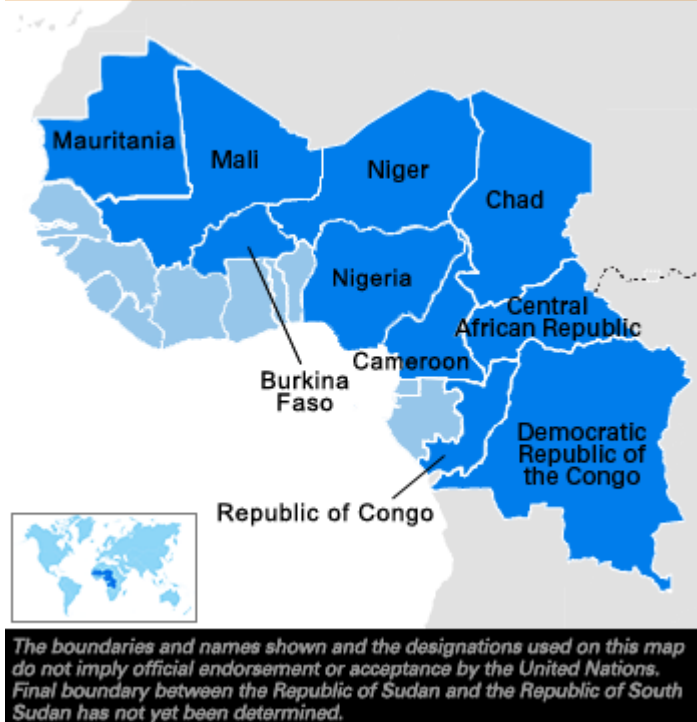 Mauritania
Mali
Niger
Chad
Nigeria
Central
African Republic
Cameroon
Burkina
Faso
Democratic
Republic of
the Congo
Republic of Congo
The boundaries and names shown and the designations used on this map
do not imply official endorsement or acceptance by the United Nations.
Final boundary between the Republic of Sudan and the Republic of South
Sudan has not yet been determined.